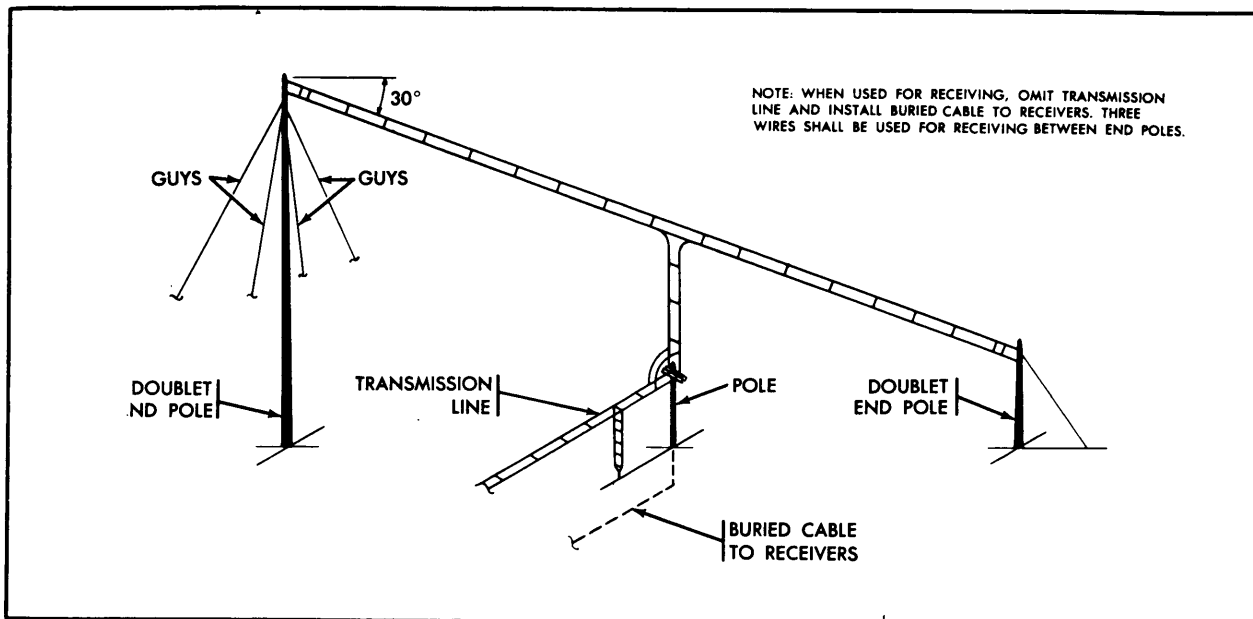 30°
NOTE: WHEN USED FOR RECEIVING, OMIT TRANSMISSION
LINE AND INSTALL BURIED CABLE TO RECEIVERS. THREE
WIRES SHALL BE USED FOR RECEIVING BETWEEN END POLES.
GUYS
GUYS
DOUBLET
ND POLE
TRANSMISSION
LINE
POLE
DOUBLET
END POLE
BURIED CABLE
TO RECEIVERS